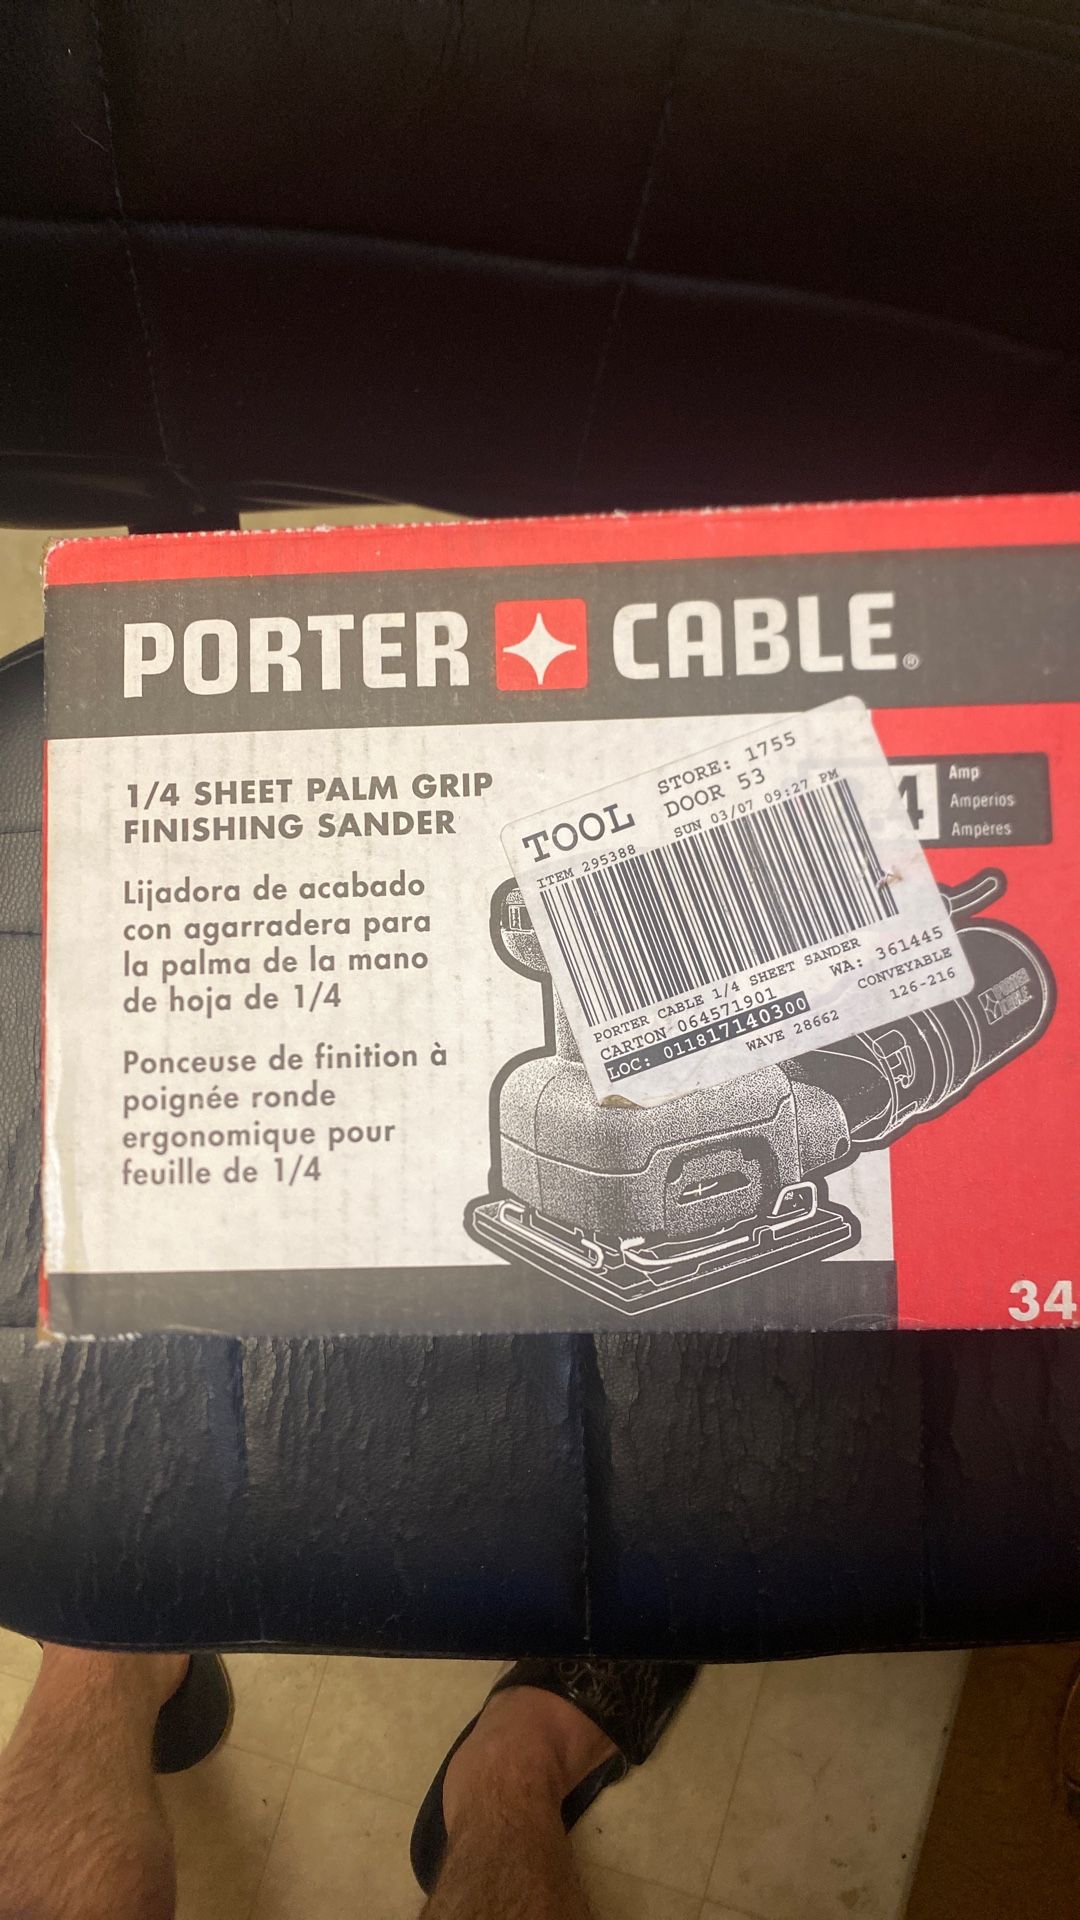 PORTER CABLE®
1/4 SHEET PALM GRIP
FINISHING SANDER
Lijadora de acabado
con agarradera para
la palma de la mano
de hoja de 1/4
Ponceuse de finition à
poignée ronde
ergonomique pour
feuille de 1/4
TOOL
STORE: 1755
DOOR 53
ITEM 295388
SUN 03/07 09:27 PM
PORTER CABLE 1/4 SHEET SANDER
CARTON 064571901
WA: 361445
LOC: 011817140300
CONVEYABLE
WAVE 28662
126-216
.4
Amp
Amperios
Ampères
PORTER
CABLE
34